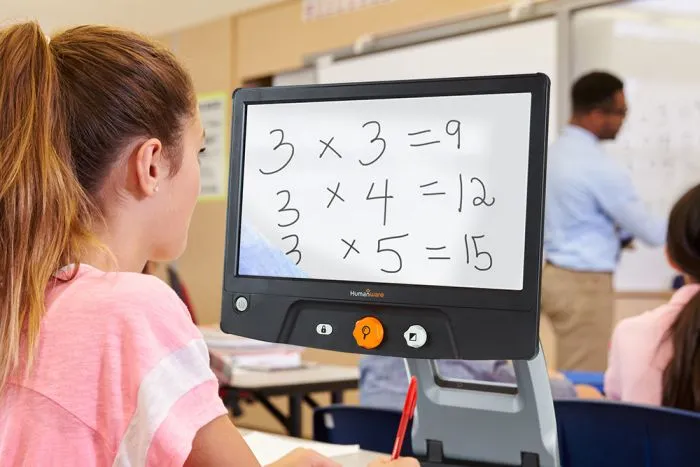 3 × 3 = 9
3 × 4 = 12
3 × 5 = 15
HumanWare